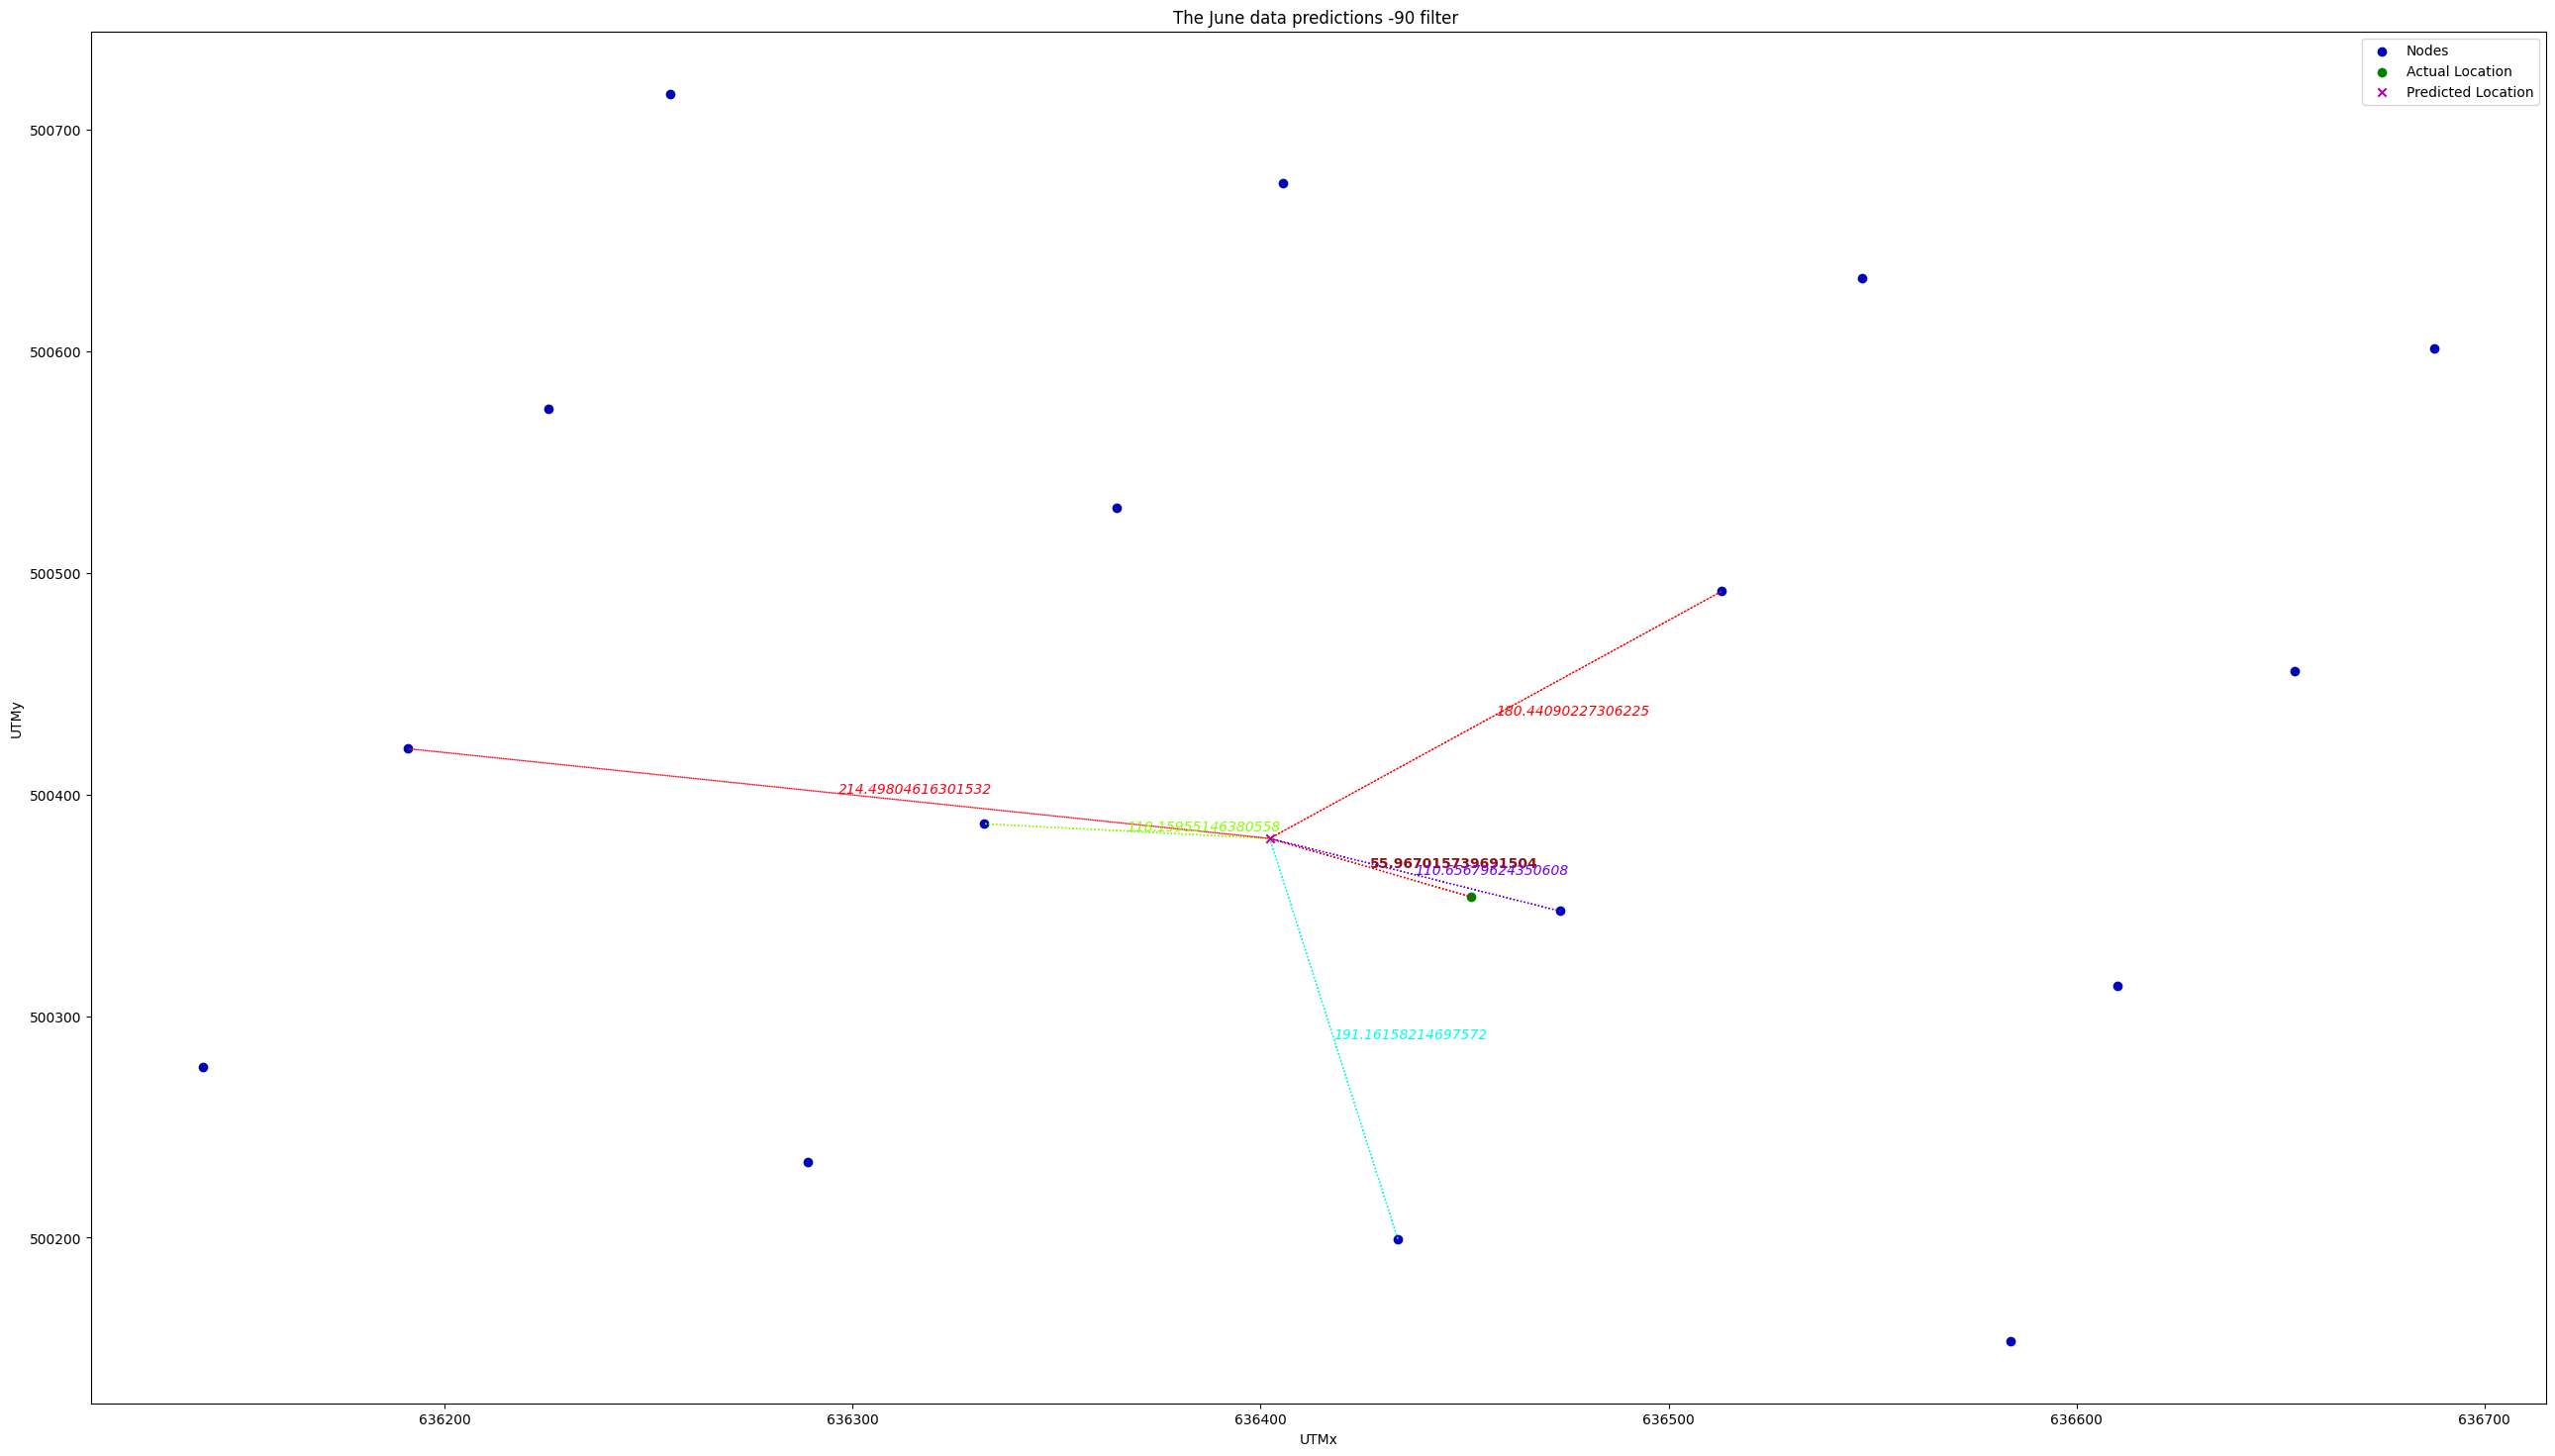 The June data predictions -90 filter
Nodes
Actual Location
Predicted Location
500700
500600
500500
500400
500300
500200
UTMy
180.44090227306225
214.49804616301532
55.967015739691504
110.65679624350608
191.16158214697572
636200
636300
636400
636500
636600
636700
UTMx